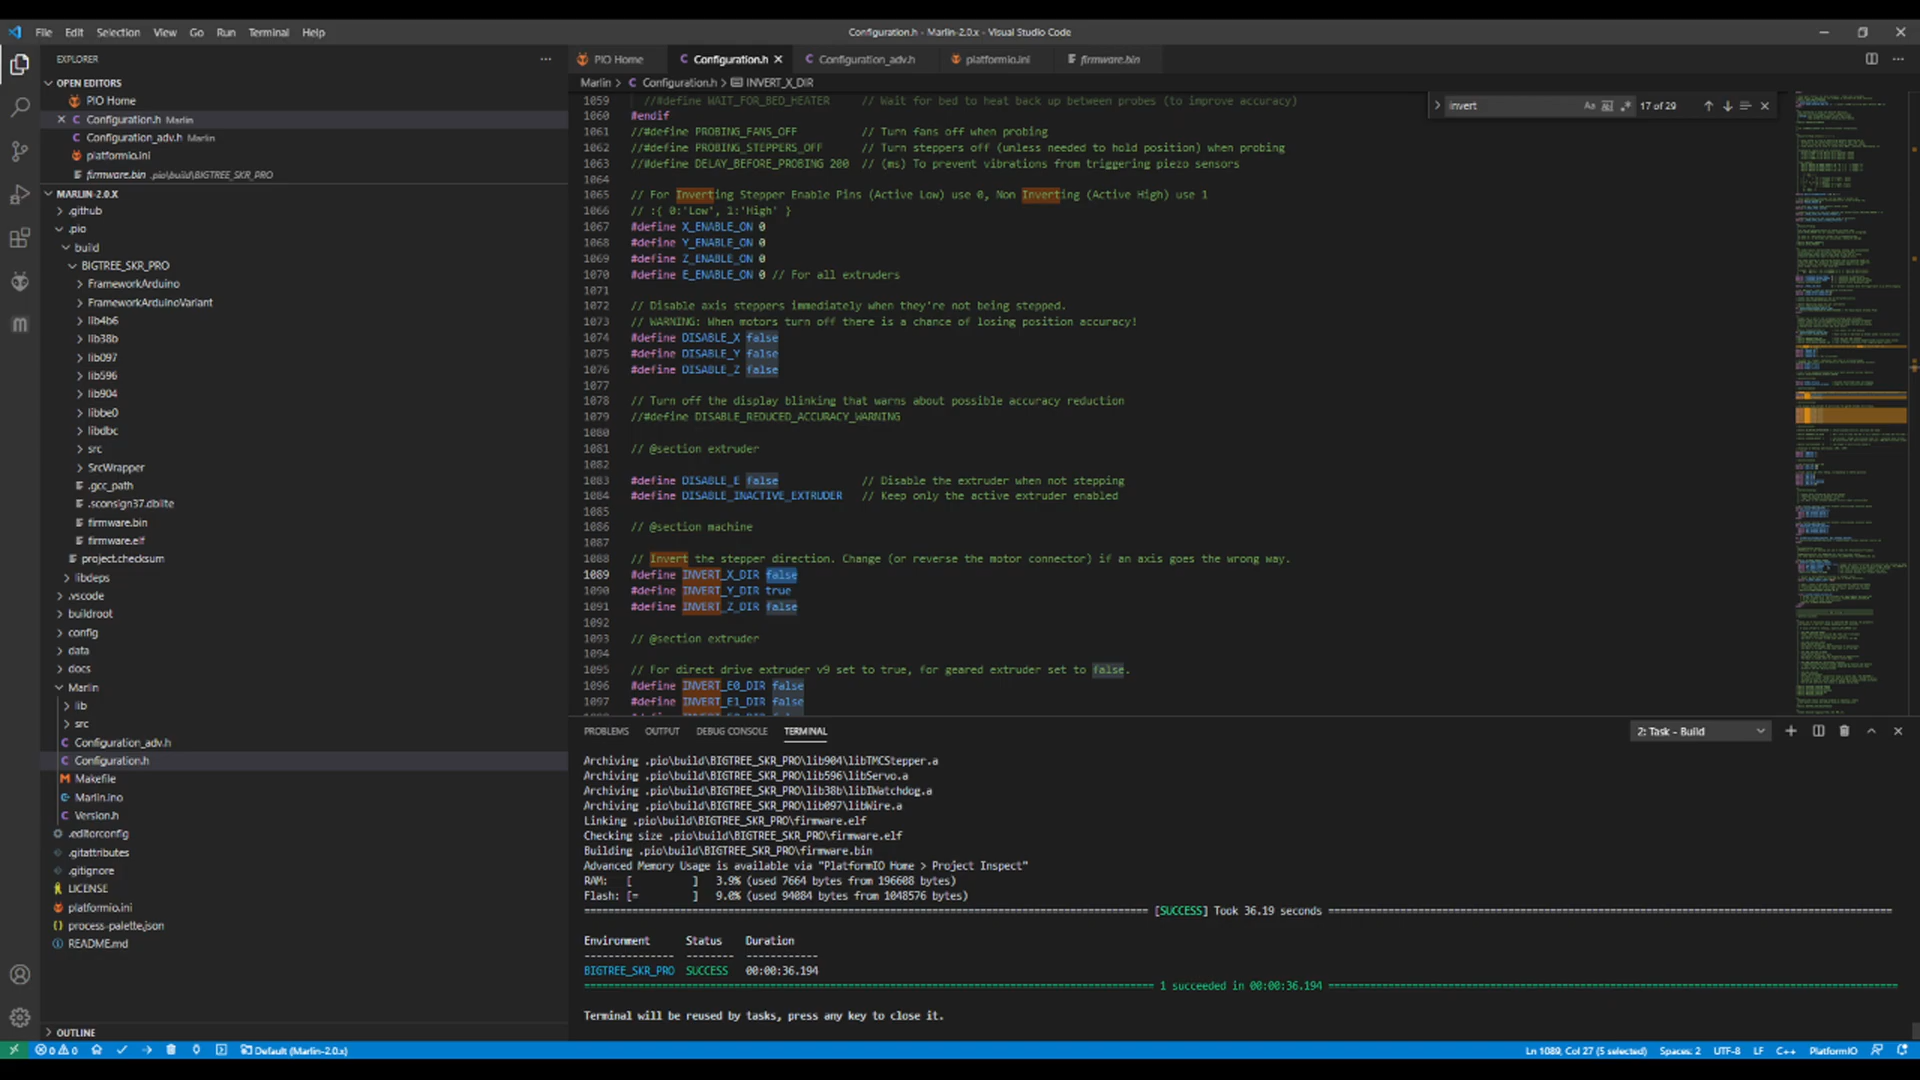 File Edit Selection View Go Run Terminal Help
Configuration.h - Marlin-2.0.x - Visual Studio Code
EXPLORER
OPEN EDITORS
PIO Home
Configuration.h Marlin
Configuration_adv.h Marlin
platformio.ini
firmware.bin .pio\build\BIGTREE_SKR_PRO
MARLIN-2.0.X
.github
.pio
build
BIGTREE_SKR_PRO
FrameworkArduino
FrameworkArduinoVariant
lib4b6
lib38b
lib097
lib596
lib904
libbe0
libdbc
src
SrcWrapper
.gcc_path
.sconsign37.dblite
firmware.bin
firmware.elf
project.checksum
libdeps
.vscode
buildroot
config
data
docs
Marlin
lib
src
Configuration_adv.h
Configuration.h
Makefile
Marlin.ino
Version.h
.editorconfig
.gitattributes
.gitignore
LICENSE
platformio.ini
process-palette.json
README.md
OUTLINE
PIO Home Configuration.h Configuration_adv.h platformio.ini firmware.bin
Marlin > Configuration.h > INVERT_X_DIR
invert 17 of 29
1059 //#define WAIT_FOR_BED_HEATER // Wait for bed to heat back up between probes (to improve accuracy)
1060 #endif
1061 //#define PROBING_FANS_OFF // Turn fans off when probing
1062 //#define PROBING_STEPPERS_OFF // Turn steppers off (unless needed to hold position) when probing
1063 //#define DELAY_BEFORE_PROBING 200 // (ms) To prevent vibrations from triggering piezo sensors
1064
1065 // For Inverting Stepper Enable Pins (Active Low) use 0, Non Inverting (Active High) use 1
1066 // :{ 0:'Low', 1:'High' }
1067 #define X_ENABLE_ON 0
1068 #define Y_ENABLE_ON 0
1069 #define Z_ENABLE_ON 0
1070 #define E_ENABLE_ON 0 // For all extruders
1071
1072 // Disable axis steppers immediately when they're not being stepped.
1073 // WARNING: When motors turn off there is a chance of losing position accuracy!
1074 #define DISABLE_X false
1075 #define DISABLE_Y false
1076 #define DISABLE_Z false
1077
1078 // Turn off the display blinking that warns about possible accuracy reduction
1079 //#define DISABLE_REDUCED_ACCURACY_WARNING
1080
1081 // @section extruder
1082
1083 #define DISABLE_E false // Disable the extruder when not stepping
1084 #define DISABLE_INACTIVE_EXTRUDER // Keep only the active extruder enabled
1085
1086 // @section machine
1087
1088 // Invert the stepper direction. Change (or reverse the motor connector) if an axis goes the wrong way.
1089 #define INVERT_X_DIR false
1090 #define INVERT_Y_DIR true
1091 #define INVERT_Z_DIR false
1092
1093 // @section extruder
1094
1095 // For direct drive extruder v9 set to true, for geared extruder set to false.
1096 #define INVERT_E0_DIR false
1097 #define INVERT_E1_DIR false
PROBLEMS OUTPUT DEBUG CONSOLE TERMINAL
2: Task - Build
Archiving .pio\build\BIGTREE_SKR_PRO\lib904\libTMCStepper.a
Archiving .pio\build\BIGTREE_SKR_PRO\lib596\libServo.a
Archiving .pio\build\BIGTREE_SKR_PRO\lib38b\libIWatchdog.a
Archiving .pio\build\BIGTREE_SKR_PRO\lib097\libWire.a
Linking .pio\build\BIGTREE_SKR_PRO\firmware.elf
Checking size .pio\build\BIGTREE_SKR_PRO\firmware.elf
Building .pio\build\BIGTREE_SKR_PRO\firmware.bin
Advanced Memory Usage is available via "PlatformIO Home > Project Inspect"
RAM: [ ] 3.9% (used 7664 bytes from 196608 bytes)
Flash: [= ] 9.0% (used 94084 bytes from 1048576 bytes)
[SUCCESS] Took 36.19 seconds
Environment Status Duration
BIGTREE_SKR_PRO SUCCESS 00:00:36.194
1 succeeded in 00:00:36.194
Terminal will be reused by tasks, press any key to close it.
0 0 Default (Marlin-2.0.x)
Ln 1089, Col 27 (5 selected) Spaces: 2 UTF-8 LF C++ PlatformIO